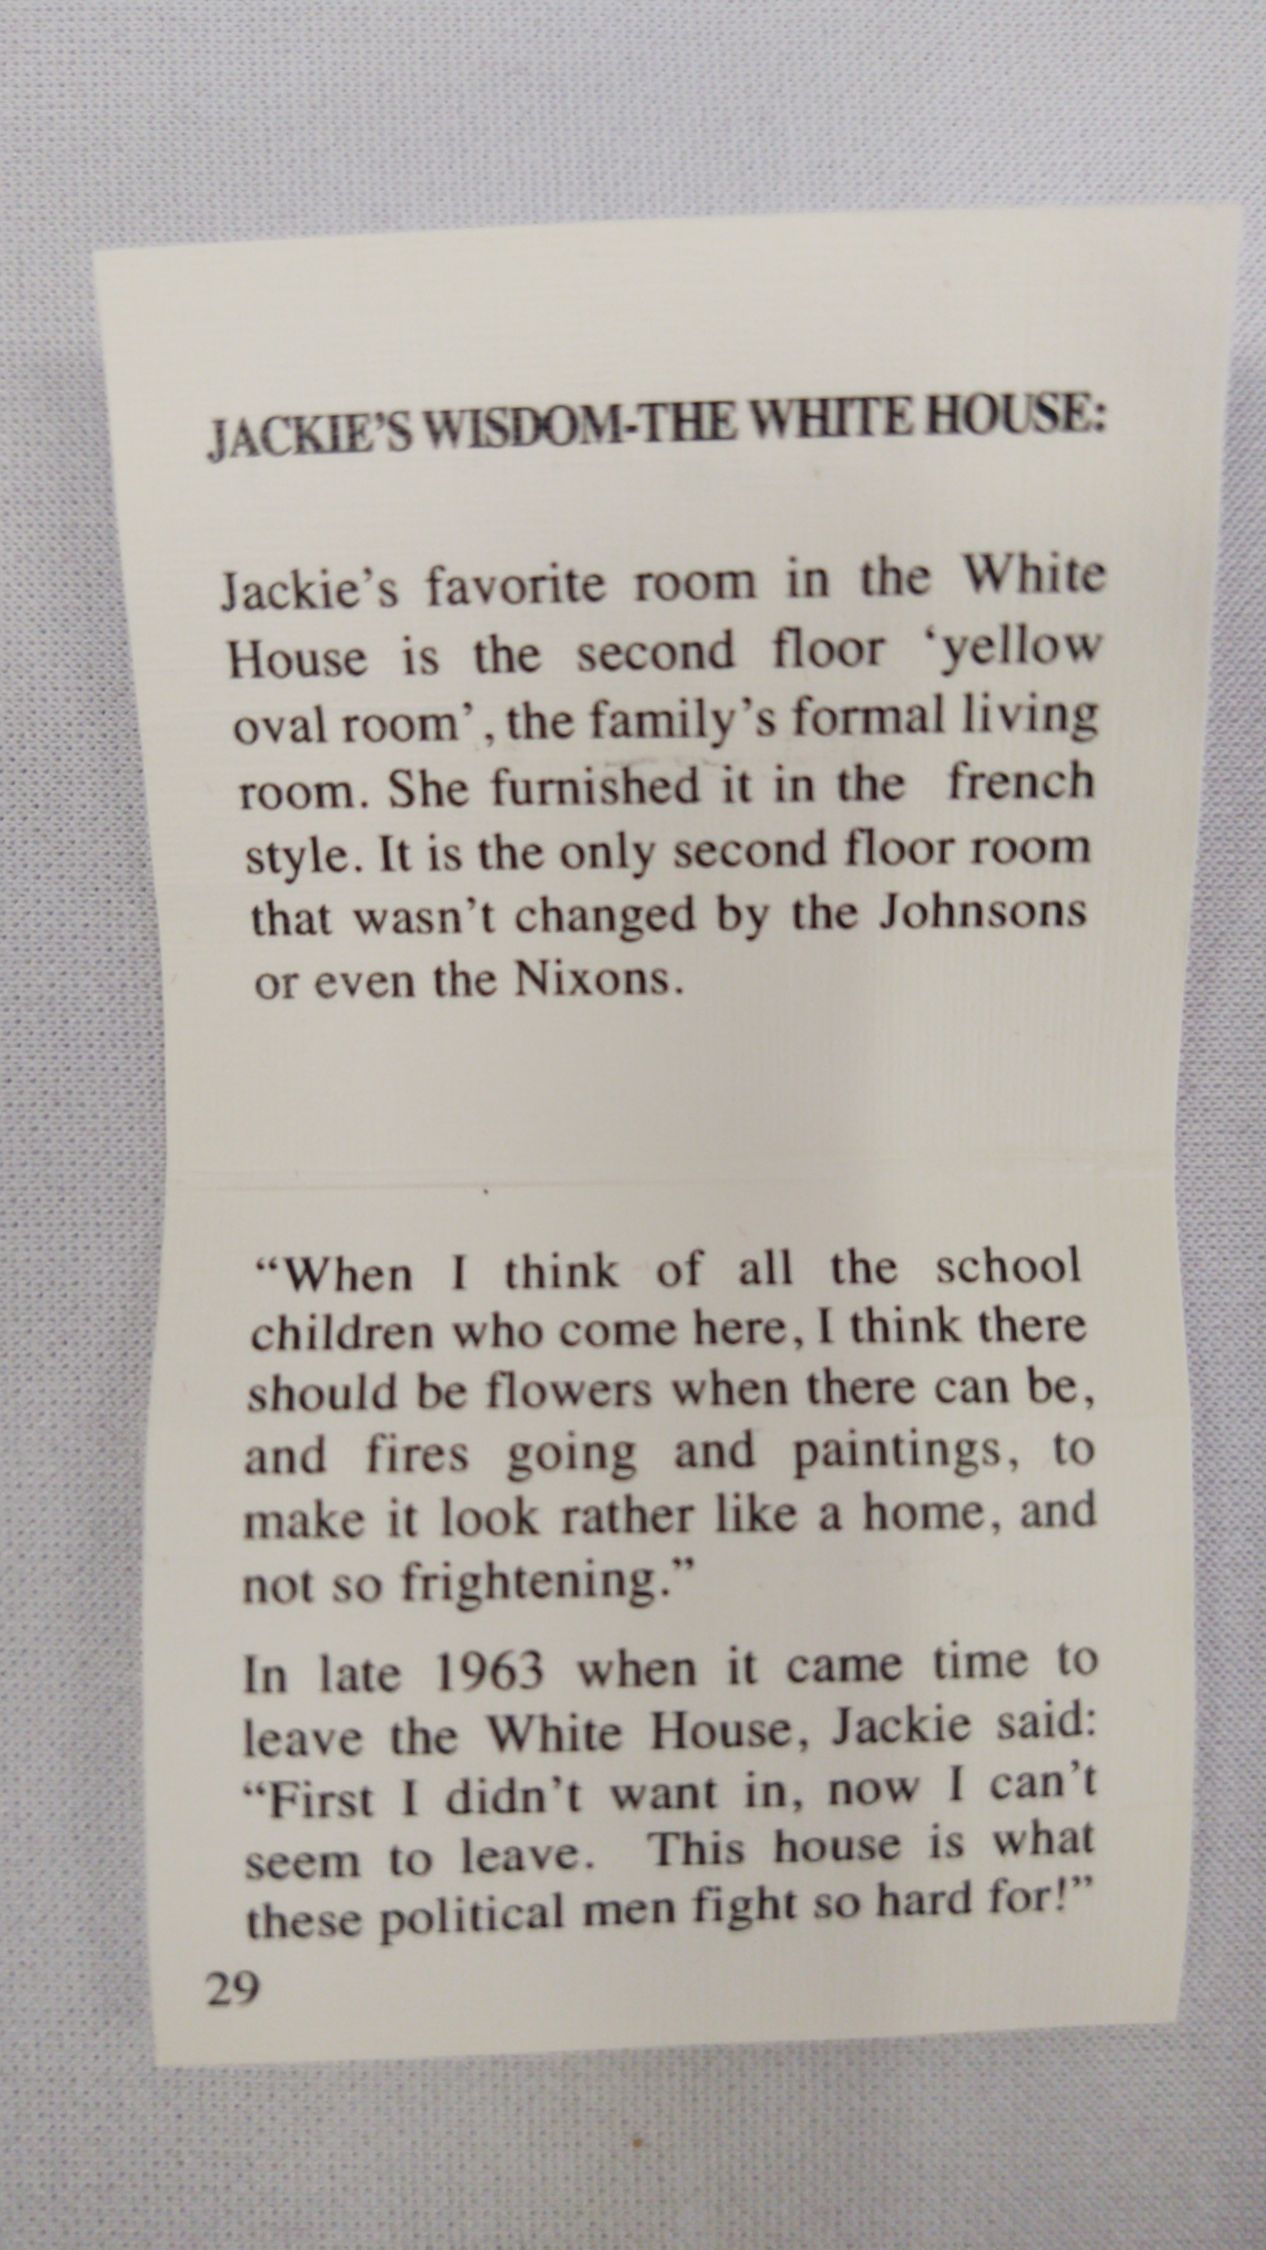 JACKIE'S WISDOM-THE WHITE HOUSE:
Jackie's favorite room in the White
House is the second floor ‘yellow
oval room’, the family's formal living
room. She furnished it in the french
style. It is the only second floor room
that wasn't changed by the Johnsons
or even the Nixons.
“When I think of all the school
children who come here, I think there
should be flowers when there can be,
and fires going and paintings, to
make it look rather like a home, and
not so frightening.”
In late 1963 when it came time to
leave the White House, Jackie said:
“First I didn't want in, now I can't
seem to leave. This house is what
these political men fight so hard for!”
29